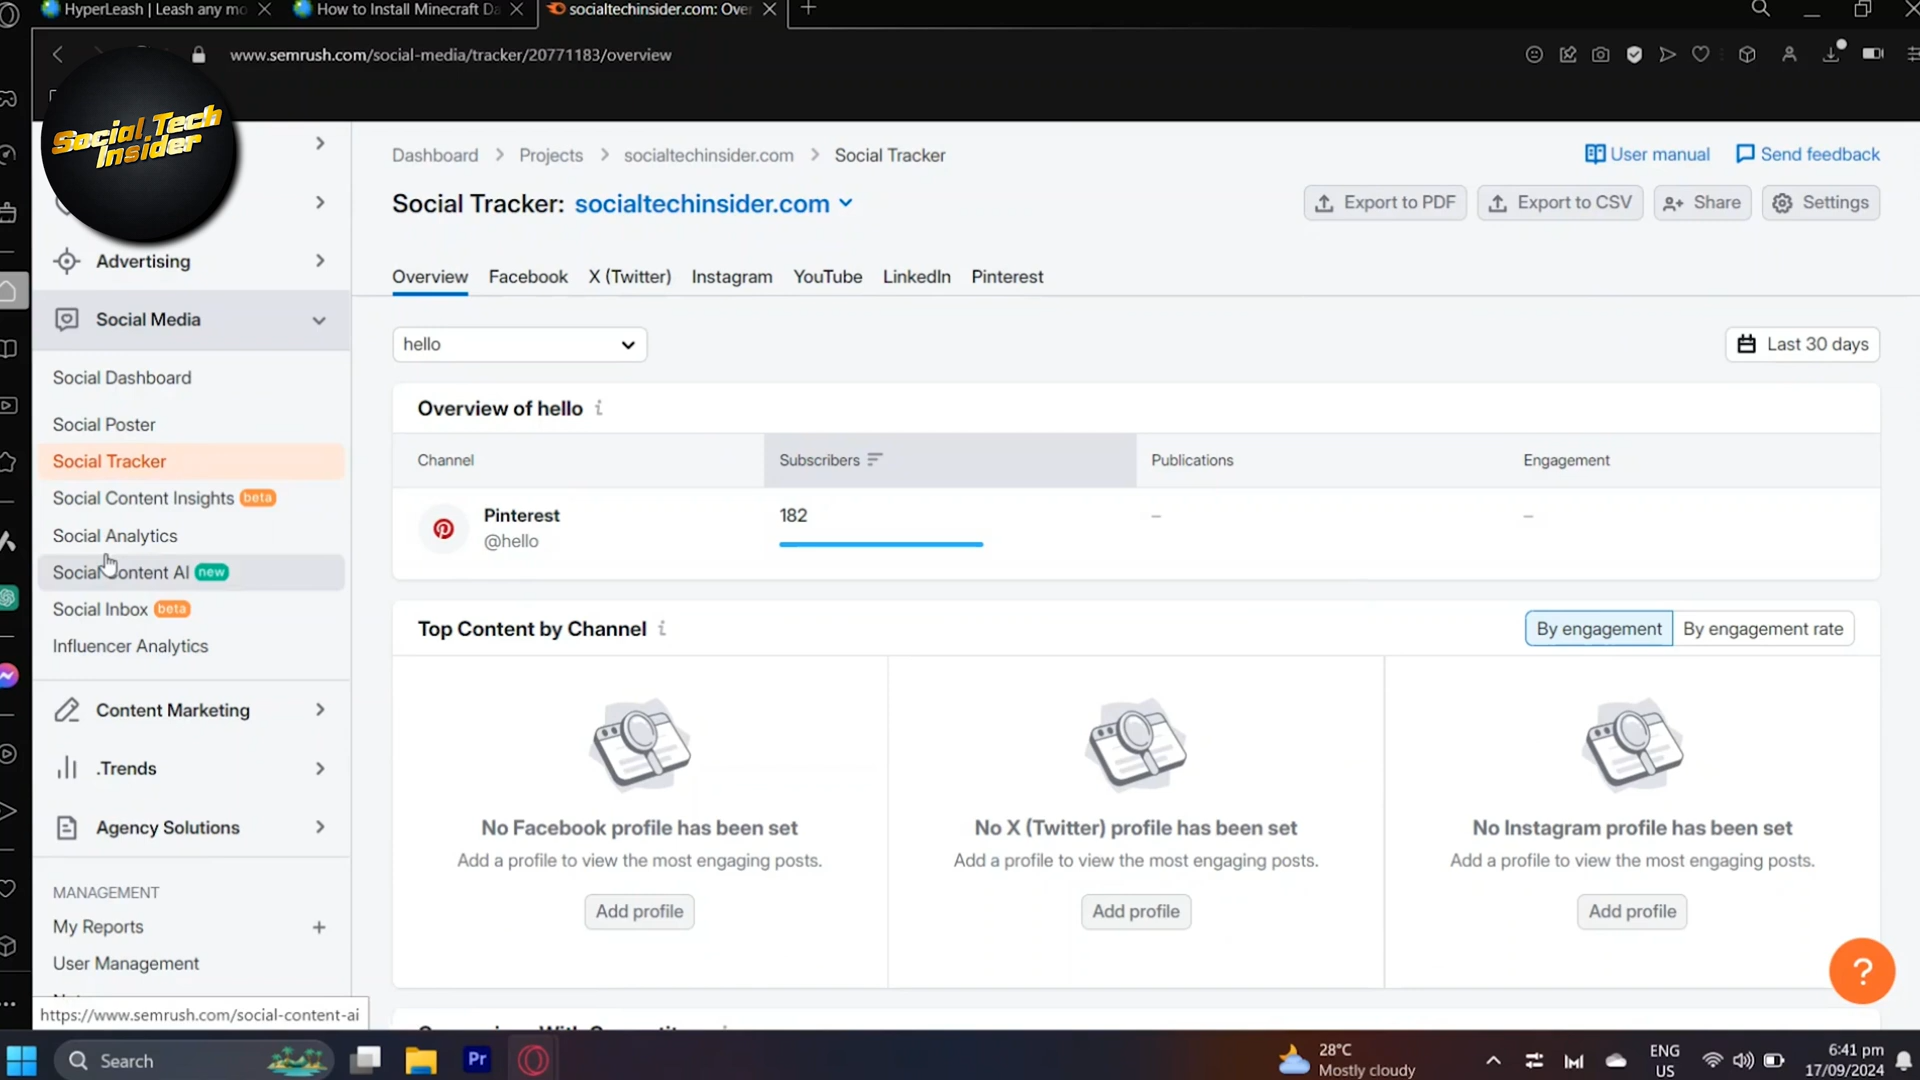 HyperLeash | Leash any mo
How to Install Minecraft Da
socialtechinsider.com: Ove
www.semrush.com/social-media/tracker/20771183/overview
Social.Tech
Insider
Dashboard > Projects > socialtechinsider.com > Social Tracker
User manual
Send feedback
Social Tracker: socialtechinsider.com
Export to PDF
Export to CSV
Share
Settings
Advertising
Overview Facebook X (Twitter) Instagram YouTube LinkedIn Pinterest
Social Media
hello
Last 30 days
Social Dashboard
Social Poster
Social Tracker
Social Content Insights beta
Social Analytics
Social Content AI new
Social Inbox beta
Influencer Analytics
Overview of hello i
Channel Subscribers Publications Engagement
Pinterest 182 – –
@hello
Top Content by Channel i
By engagement By engagement rate
Content Marketing
.Trends
Agency Solutions
No Facebook profile has been set
Add a profile to view the most engaging posts.
Add profile
No X (Twitter) profile has been set
Add a profile to view the most engaging posts.
Add profile
No Instagram profile has been set
Add a profile to view the most engaging posts.
Add profile
MANAGEMENT
My Reports +
User Management
https://www.semrush.com/social-content-ai
?
Search
Pr
28°C
Mostly cloudy
ENG
US
6:41 pm
17/09/2024